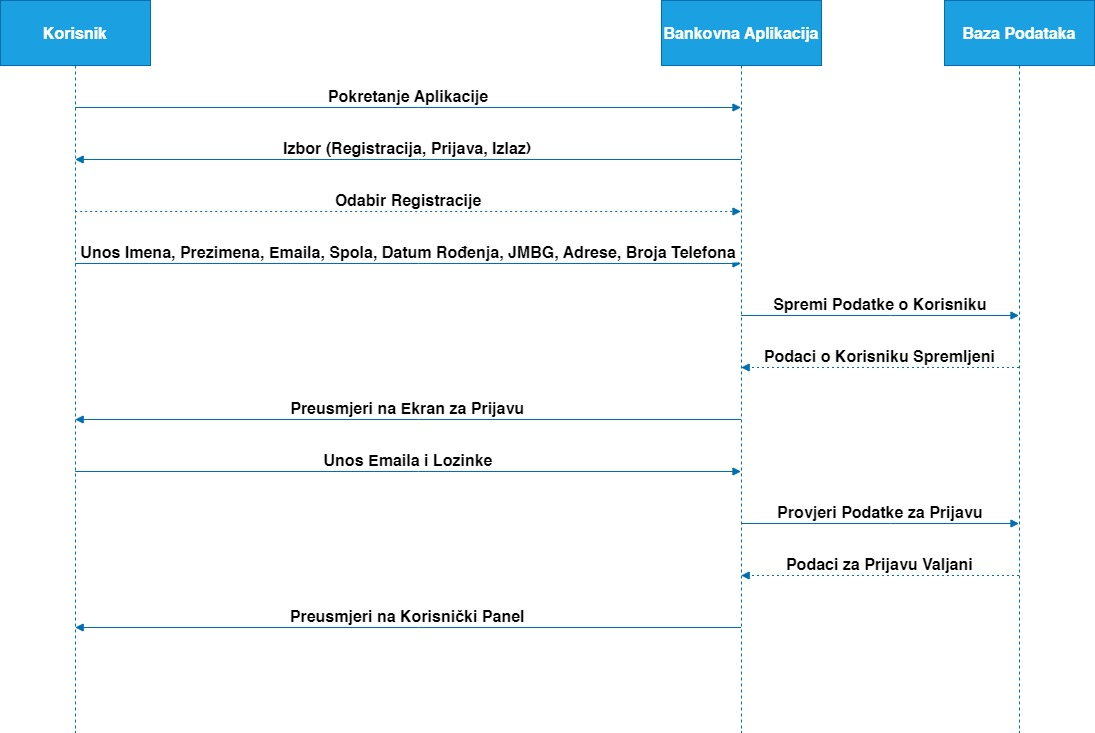 Korisnik
Bankovna Aplikacija
Baza Podataka
Pokretanje Aplikacije
Izbor (Registracija, Prijava, Izlaz)
Odabir Registracije
Unos Imena, Prezimena, Emaila, Spola, Datum Rođenja, JMBG, Adrese, Broja Telefona
Spremi Podatke o Korisniku
Podaci o Korisniku Spremljeni
Preusmjeri na Ekran za Prijavu
Unos Emaila i Lozinke
Provjeri Podatke za Prijavu
Podaci za Prijavu Valjani
Preusmjeri na Korisnički Panel